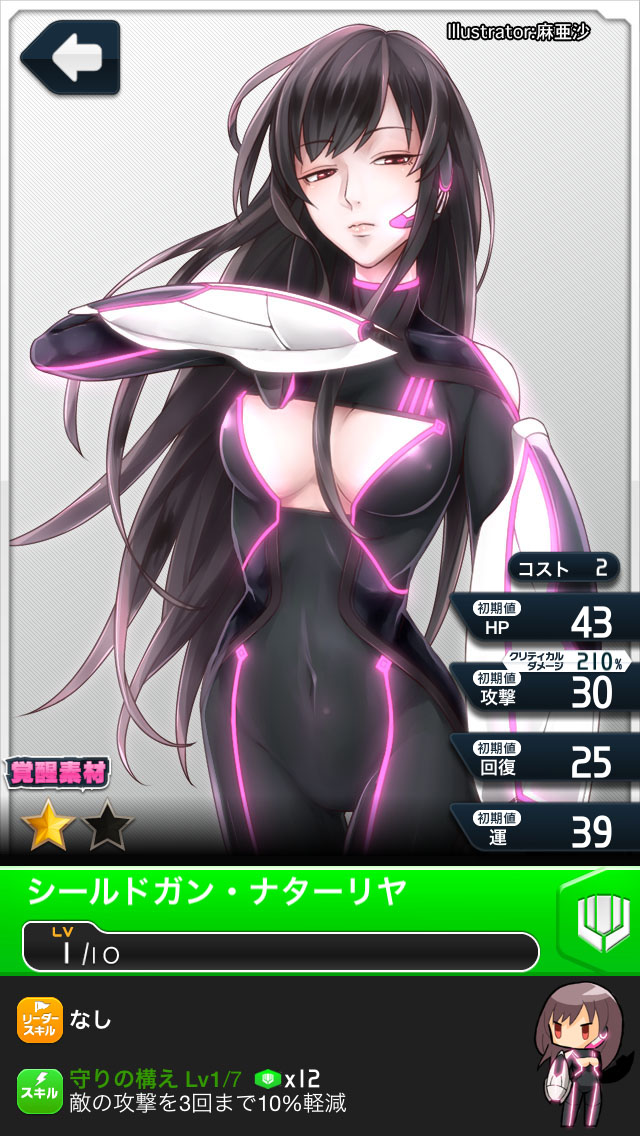 Illustrator:麻亜沙
コスト 2
初期値
HP 43
クリティカル
ダメージ 210%
初期値
攻撃 30
初期値
回復 25
初期値
運 39
覚醒素材
シールドガン・ナターリヤ
LV
1/10
リーダー
スキル なし
スキル 守りの構え Lv1/7 x12
敵の攻撃を3回まで10%軽減